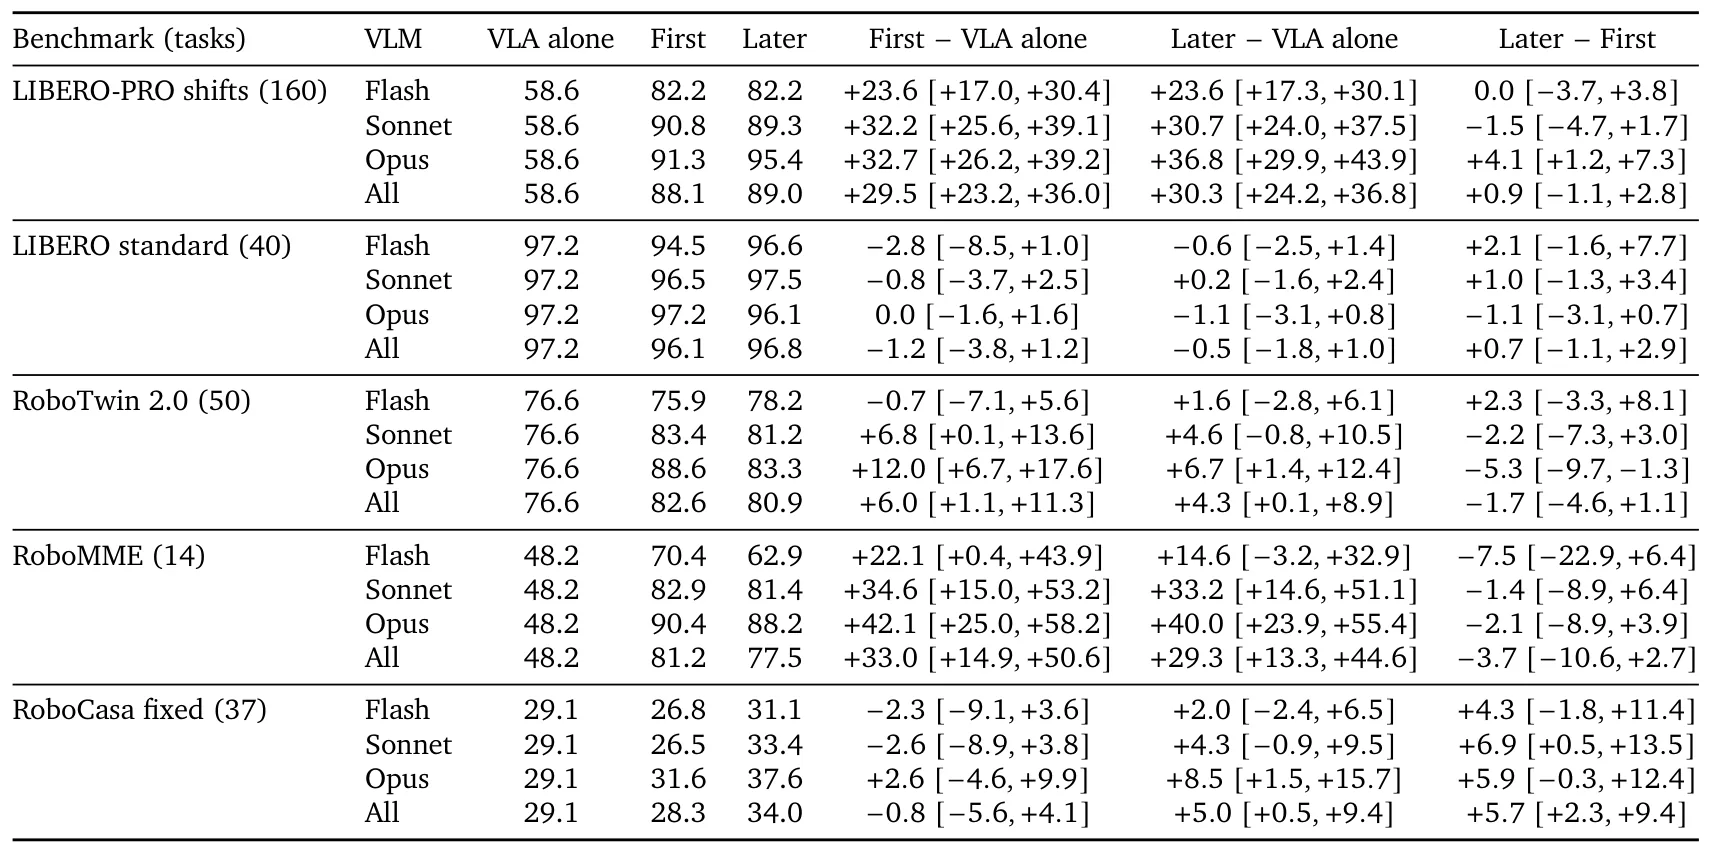 Benchmark (tasks) VLM VLA alone First Later First − VLA alone Later − VLA alone Later − First
LIBERO-PRO shifts (160) Flash 58.6 82.2 82.2 +23.6 [+17.0, +30.4] +23.6 [+17.3, +30.1] 0.0 [−3.7, +3.8]
Sonnet 58.6 90.8 89.3 +32.2 [+25.6, +39.1] +30.7 [+24.0, +37.5] −1.5 [−4.7, +1.7]
Opus 58.6 91.3 95.4 +32.7 [+26.2, +39.2] +36.8 [+29.9, +43.9] +4.1 [+1.2, +7.3]
All 58.6 88.1 89.0 +29.5 [+23.2, +36.0] +30.3 [+24.2, +36.8] +0.9 [−1.1, +2.8]
LIBERO standard (40) Flash 97.2 94.5 96.6 −2.8 [−8.5, +1.0] −0.6 [−2.5, +1.4] +2.1 [−1.6, +7.7]
Sonnet 97.2 96.5 97.5 −0.8 [−3.7, +2.5] +0.2 [−1.6, +2.4] +1.0 [−1.3, +3.4]
Opus 97.2 97.2 96.1 0.0 [−1.6, +1.6] −1.1 [−3.1, +0.8] −1.1 [−3.1, +0.7]
All 97.2 96.1 96.8 −1.2 [−3.8, +1.2] −0.5 [−1.8, +1.0] +0.7 [−1.1, +2.9]
RoboTwin 2.0 (50) Flash 76.6 75.9 78.2 −0.7 [−7.1, +5.6] +1.6 [−2.8, +6.1] +2.3 [−3.3, +8.1]
Sonnet 76.6 83.4 81.2 +6.8 [+0.1, +13.6] +4.6 [−0.8, +10.5] −2.2 [−7.3, +3.0]
Opus 76.6 88.6 83.3 +12.0 [+6.7, +17.6] +6.7 [+1.4, +12.4] −5.3 [−9.7, −1.3]
All 76.6 82.6 80.9 +6.0 [+1.1, +11.3] +4.3 [+0.1, +8.9] −1.7 [−4.6, +1.1]
RoboMME (14) Flash 48.2 70.4 62.9 +22.1 [+0.4, +43.9] +14.6 [−3.2, +32.9] −7.5 [−22.9, +6.4]
Sonnet 48.2 82.9 81.4 +34.6 [+15.0, +53.2] +33.2 [+14.6, +51.1] −1.4 [−8.9, +6.4]
Opus 48.2 90.4 88.2 +42.1 [+25.0, +58.2] +40.0 [+23.9, +55.4] −2.1 [−8.9, +3.9]
All 48.2 81.2 77.5 +33.0 [+14.9, +50.6] +29.3 [+13.3, +44.6] −3.7 [−10.6, +2.7]
RoboCasa fixed (37) Flash 29.1 26.8 31.1 −2.3 [−9.1, +3.6] +2.0 [−2.4, +6.5] +4.3 [−1.8, +11.4]
Sonnet 29.1 26.5 33.4 −2.6 [−8.9, +3.8] +4.3 [−0.9, +9.5] +6.9 [+0.5, +13.5]
Opus 29.1 31.6 37.6 +2.6 [−4.6, +9.9] +8.5 [+1.5, +15.7] +5.9 [−0.3, +12.4]
All 29.1 28.3 34.0 −0.8 [−5.6, +4.1] +5.0 [+0.5, +9.4] +5.7 [+2.3, +9.4]